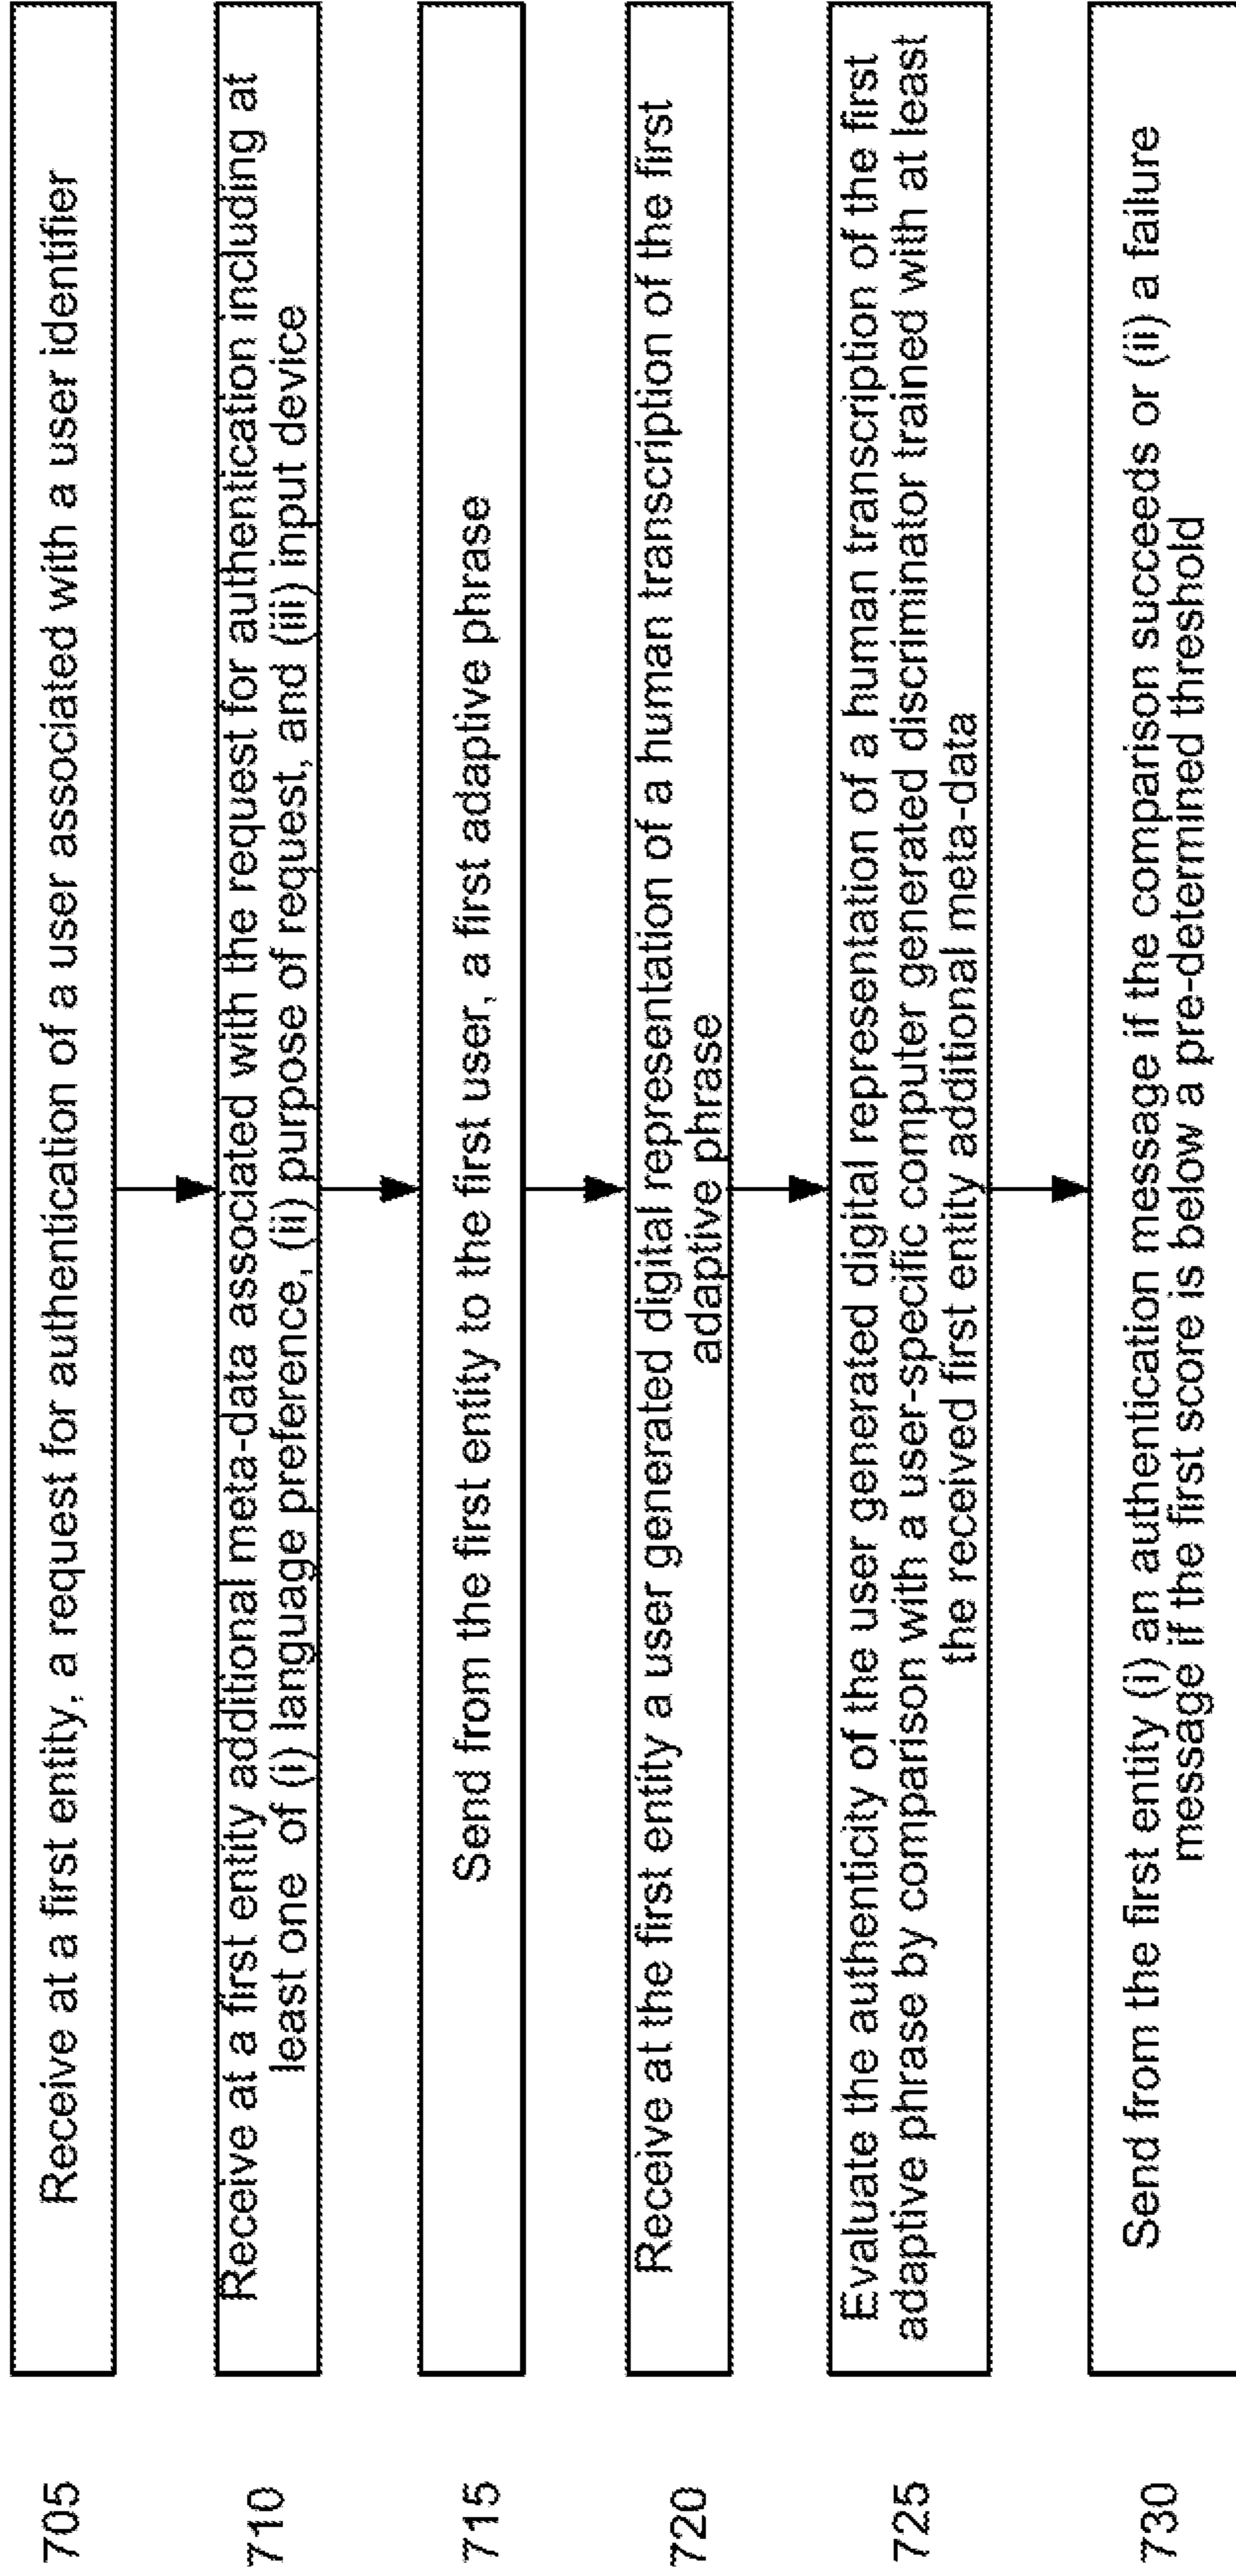 705
Receive at a first entity, a request for authentication of a user associated with a user identifier
710
Receive at a first entity additional meta-data associated with the request for authentication including at
least one of (i) language preference, (ii) purpose of request, and (iii) input device
715
Send from the first entity to the first user, a first adaptive phrase
720
Receive at the first entity a user generated digital representation of a human transcription of the first
adaptive phrase
725
Evaluate the authenticity of the user generated digital representation of a human transcription of the first
adaptive phrase by comparison with a user-specific computer generated discriminator trained with at least
the received first entity additional meta-data
730
Send from the first entity (i) an authentication message if the comparison succeeds or (ii) a failure
message if the first score is below a pre-determined threshold